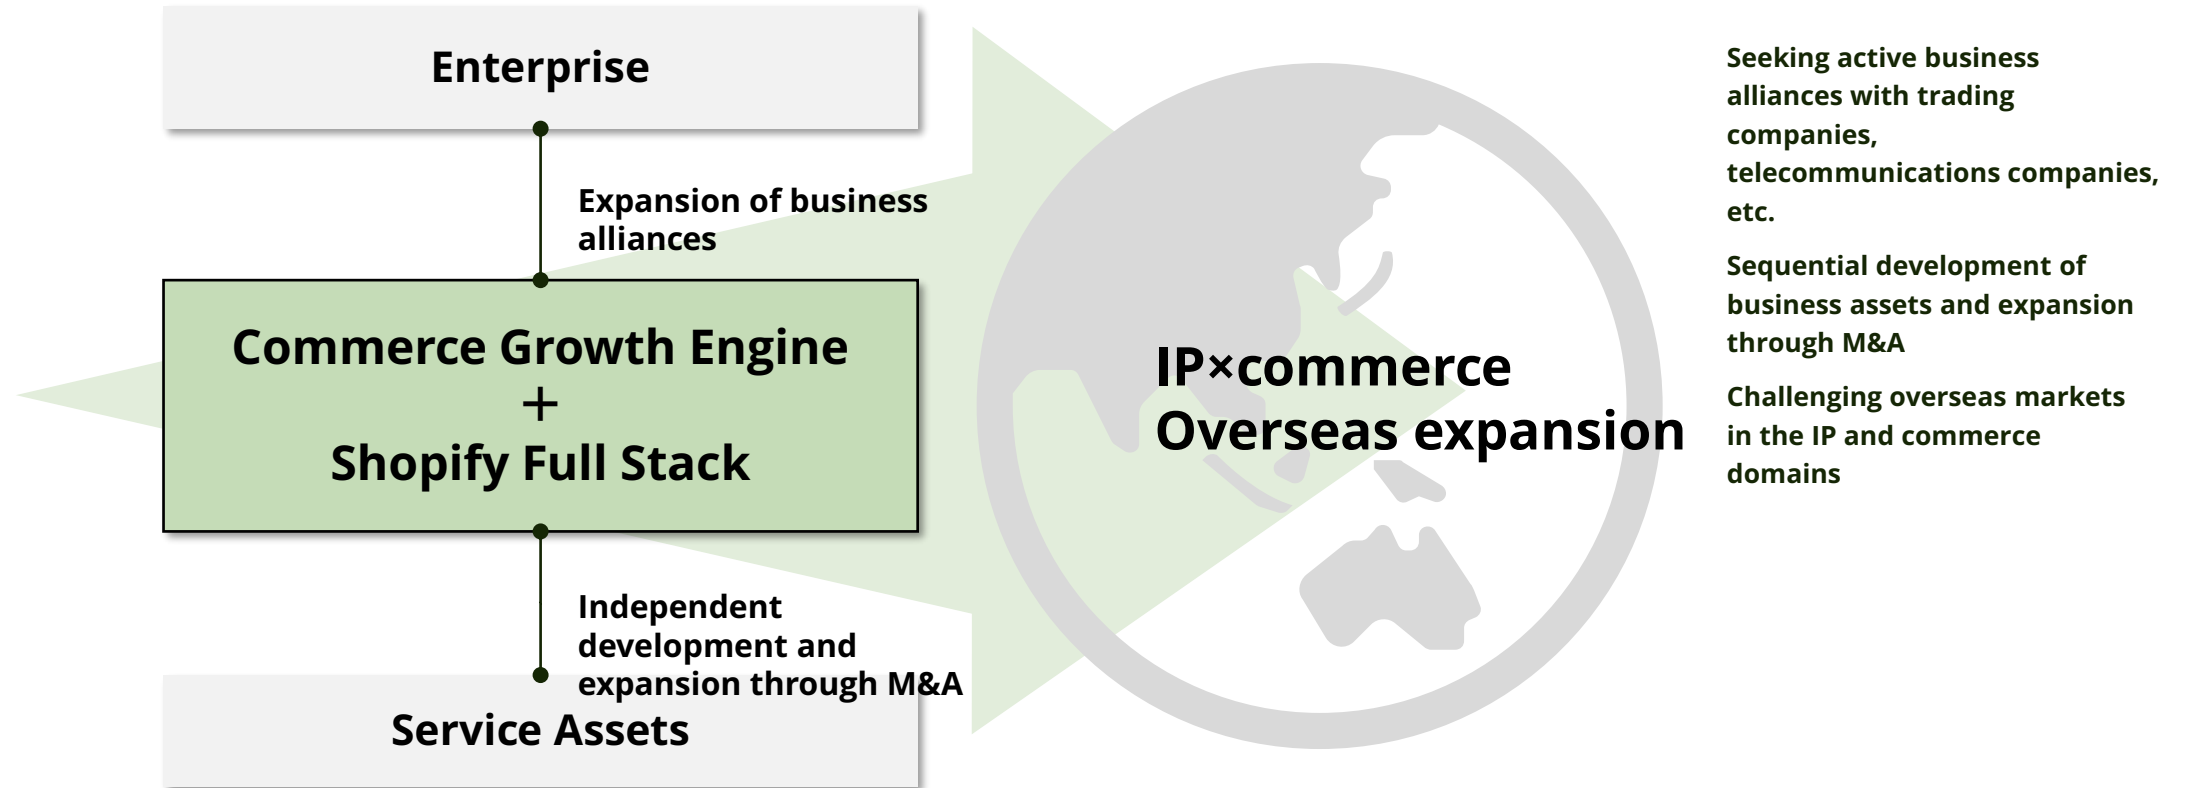 Enterprise
Expansion of business
alliances
Commerce Growth Engine
+
Shopify Full Stack
Independent
development and
expansion through M&A
Service Assets
IP×commerce
Overseas expansion
Seeking active business
alliances with trading
companies,
telecommunications companies,
etc.
Sequential development of
business assets and expansion
through M&A
Challenging overseas markets
in the IP and commerce
domains